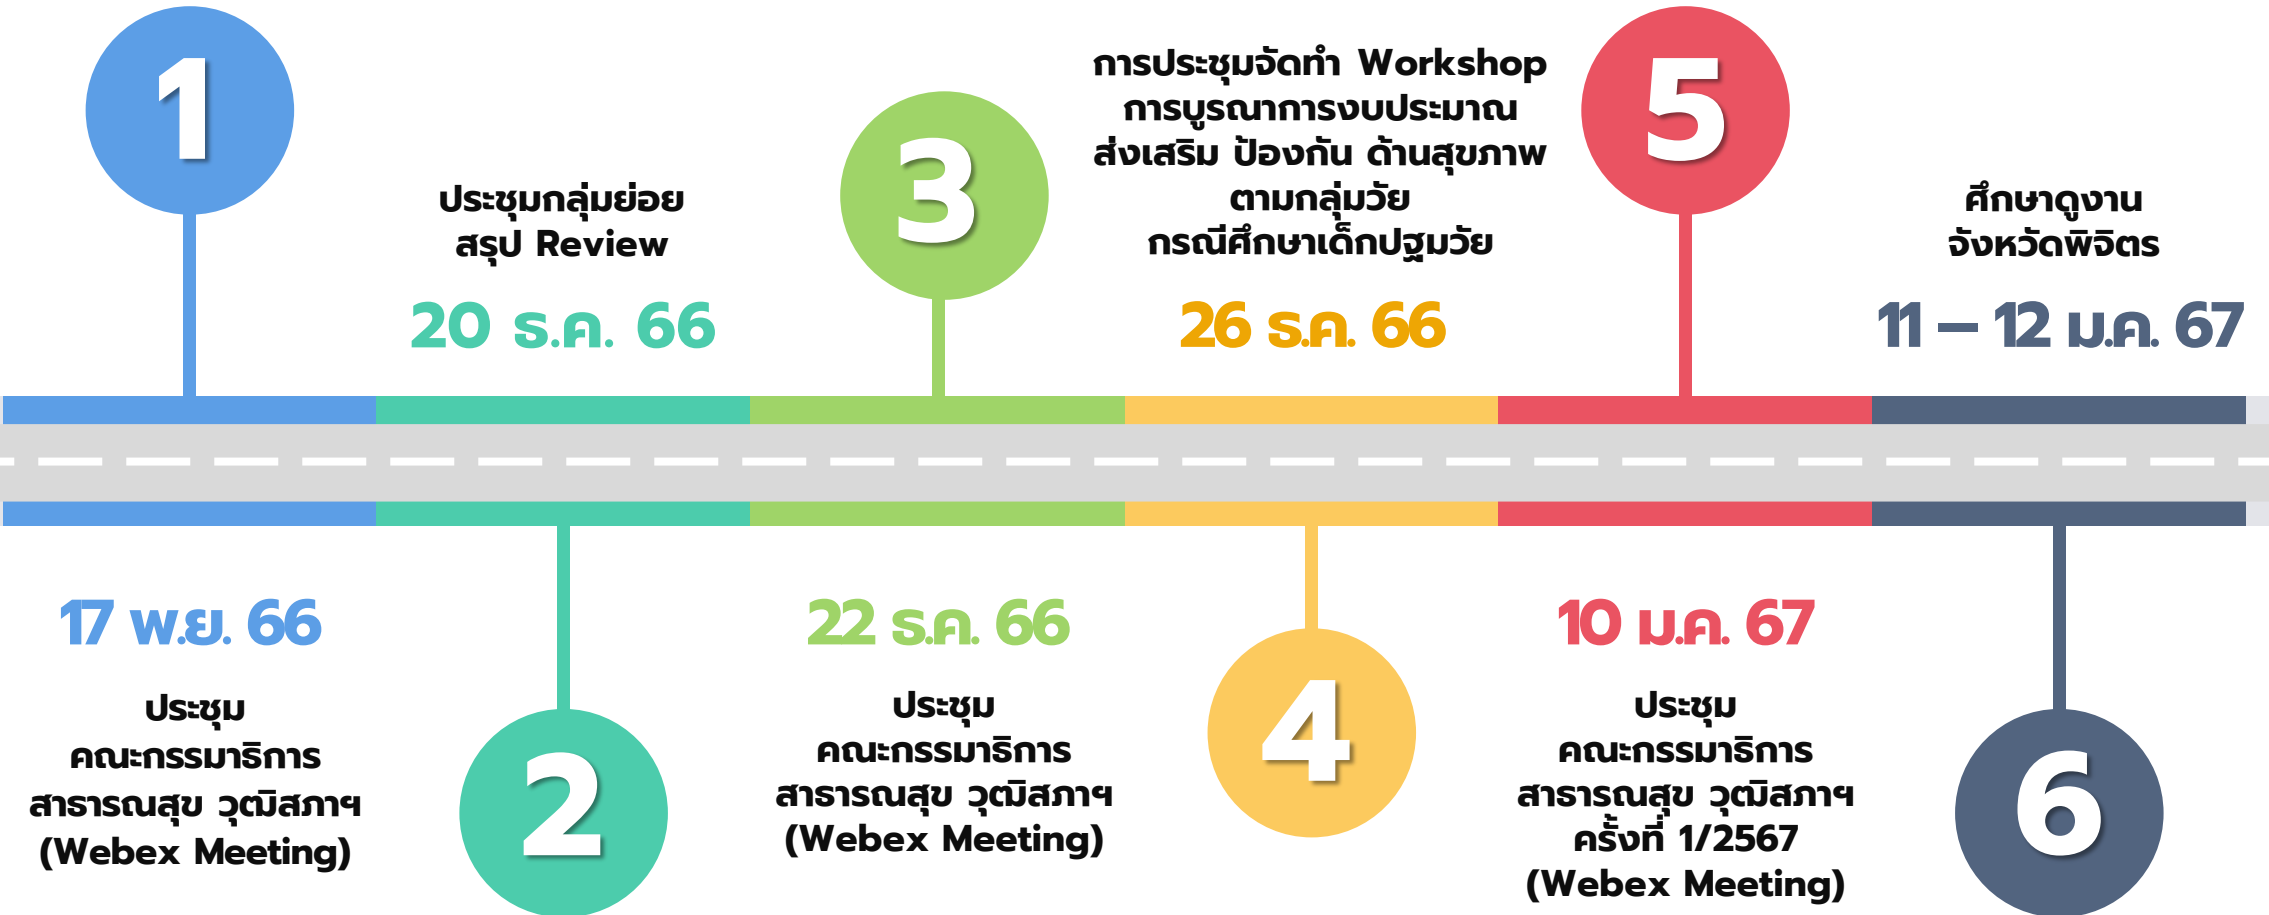 1
17 พ.ย. 66
ประชุม
คณะกรรมาธิการ
สาธารณสุข วุฒิสภาฯ
(Webex Meeting)
ประชุมกลุ่มย่อย
สรุป Review
20 ธ.ค. 66
2
3
22 ธ.ค. 66
ประชุม
คณะกรรมาธิการ
สาธารณสุข วุฒิสภาฯ
(Webex Meeting)
การประชุมจัดทำ Workshop
การบูรณาการงบประมาณ
ส่งเสริม ป้องกัน ด้านสุขภาพ
ตามกลุ่มวัย
กรณีศึกษาเด็กปฐมวัย
26 ธ.ค. 66
4
5
10 ม.ค. 67
ประชุม
คณะกรรมาธิการ
สาธารณสุข วุฒิสภาฯ
ครั้งที่ 1/2567
(Webex Meeting)
ศึกษาดูงาน
จังหวัดพิจิตร
11 – 12 ม.ค. 67
6